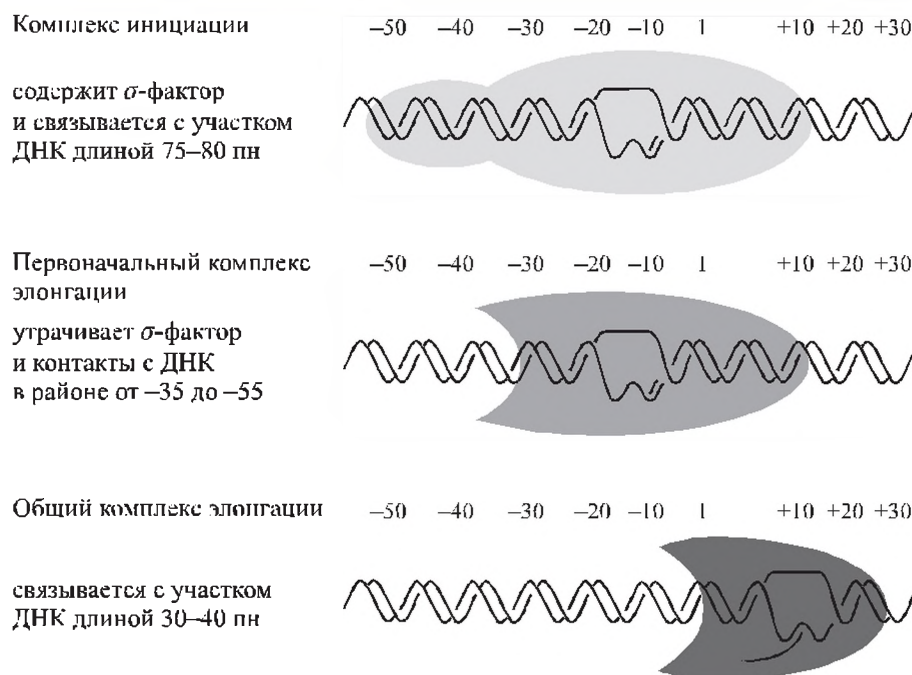 Комплекс инициации
−50 −40 −30 −20 −10 1 +10 +20 +30
содержит σ-фактор
и связывается с участком
ДНК длиной 75–80 пн
Первоначальный комплекс
элонгации
−50 −40 −30 −20 −10 1 +10 +20 +30
утрачивает σ-фактор
и контакты с ДНК
в районе от −35 до −55
Общий комплекс элонгации
−50 −40 −30 −20 −10 1 +10 +20 +30
связывается с участком
ДНК длиной 30–40 пн